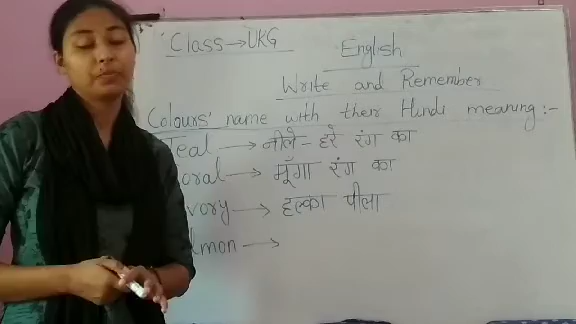 Class → UKG
English
Write and Remember
Colours' name with their Hindi meaning :-
Teal → नीले - हरे रंग का
oral → मूँगा रंग का
vory → हल्का पीला
lmon →